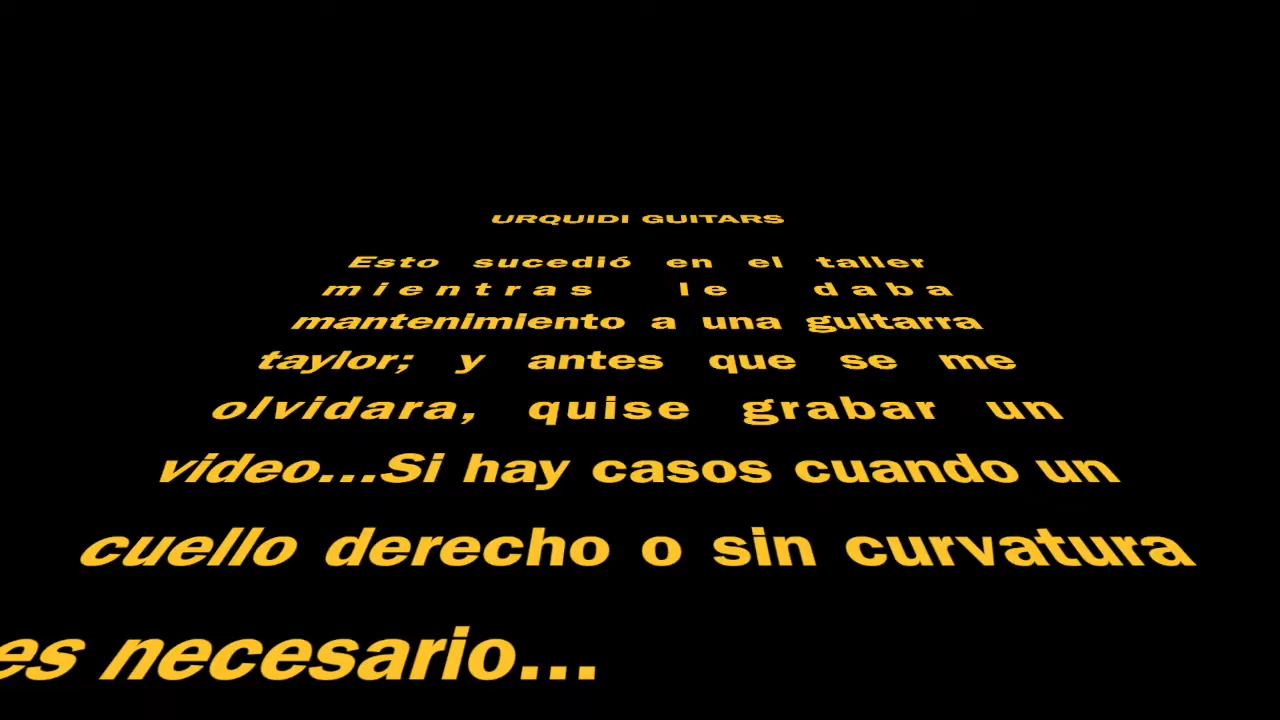 URQUIDI GUITARS
Esto sucedió en el taller
mientras le daba
mantenimiento a una guitarra
taylor; y antes que se me
olvidara, quise grabar un
video...Si hay casos cuando un
cuello derecho o sin curvatura
es necesario...